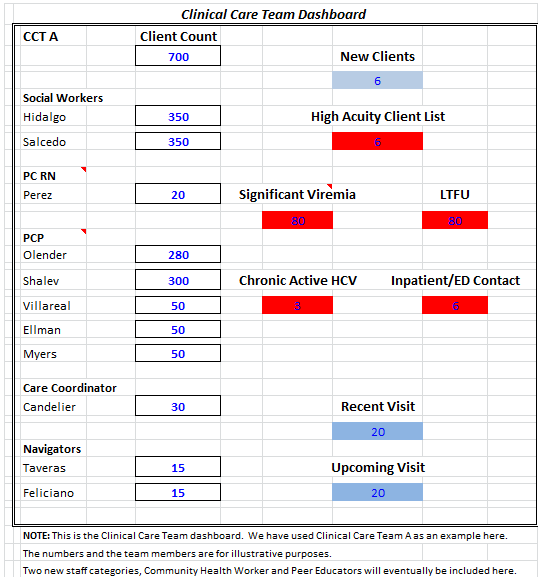 Clinical Care Team Dashboard
CCT A Client Count
700 New Clients
6
Social Workers
Hidalgo 350 High Acuity Client List
Salcedo 350 6
PC RN
Perez 20 Significant Viremia LTFU
80 80
PCP
Olender 280
Shalev 300 Chronic Active HCV Inpatient/ED Contact
Villareal 50 3 6
Ellman 50
Myers 50
Care Coordinator
Candelier 30 Recent Visit
20
Navigators
Taveras 15 Upcoming Visit
Feliciano 15 20
NOTE: This is the Clinical Care Team dashboard. We have used Clinical Care Team A as an example here.
The numbers and the team members are for illustrative purposes.
Two new staff categories, Community Health Worker and Peer Educators will eventually be included here.